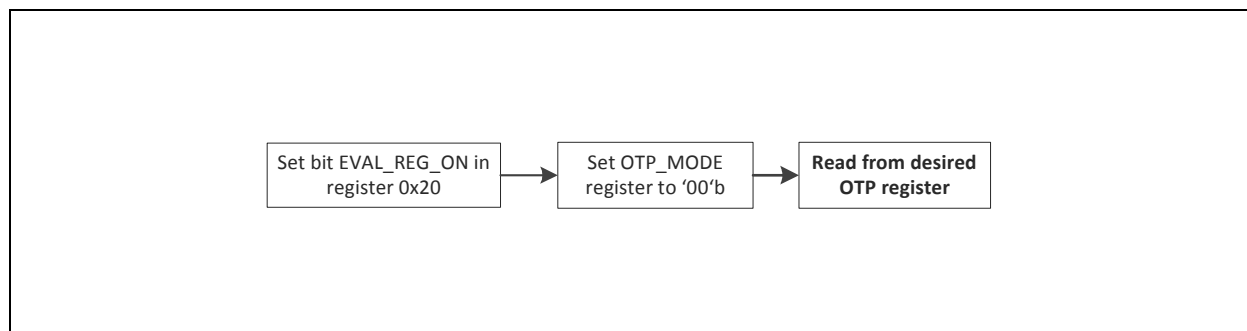 Set bit EVAL_REG_ON in
register 0x20
Set OTP_MODE
register to ‘00‘b
Read from desired
OTP register